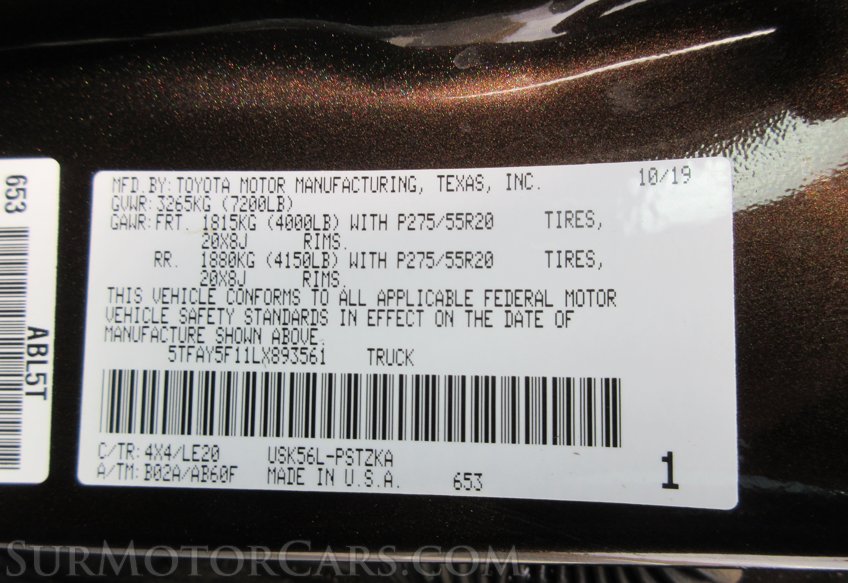 653
ABL5T
MFD.BY:TOYOTA MOTOR MANUFACTURING, TEXAS, INC. 10/19
GVWR:3265KG (7200LB)
GAWR:FRT. 1815KG (4000LB) WITH P275/55R20 TIRES,
20X8J RIMS.
RR. 1880KG (4150LB) WITH P275/55R20 TIRES,
20X8J RIMS.
THIS VEHICLE CONFORMS TO ALL APPLICABLE FEDERAL MOTOR
VEHICLE SAFETY STANDARDS IN EFFECT ON THE DATE OF
MANUFACTURE SHOWN ABOVE.
5TFAY5F11LX893561 TRUCK
C/TR:4X4/LE20 USK56L-PSTZKA
A/TM:B02A/AB60F MADE IN U.S.A. 653 1
SURMOTORCARS.COM